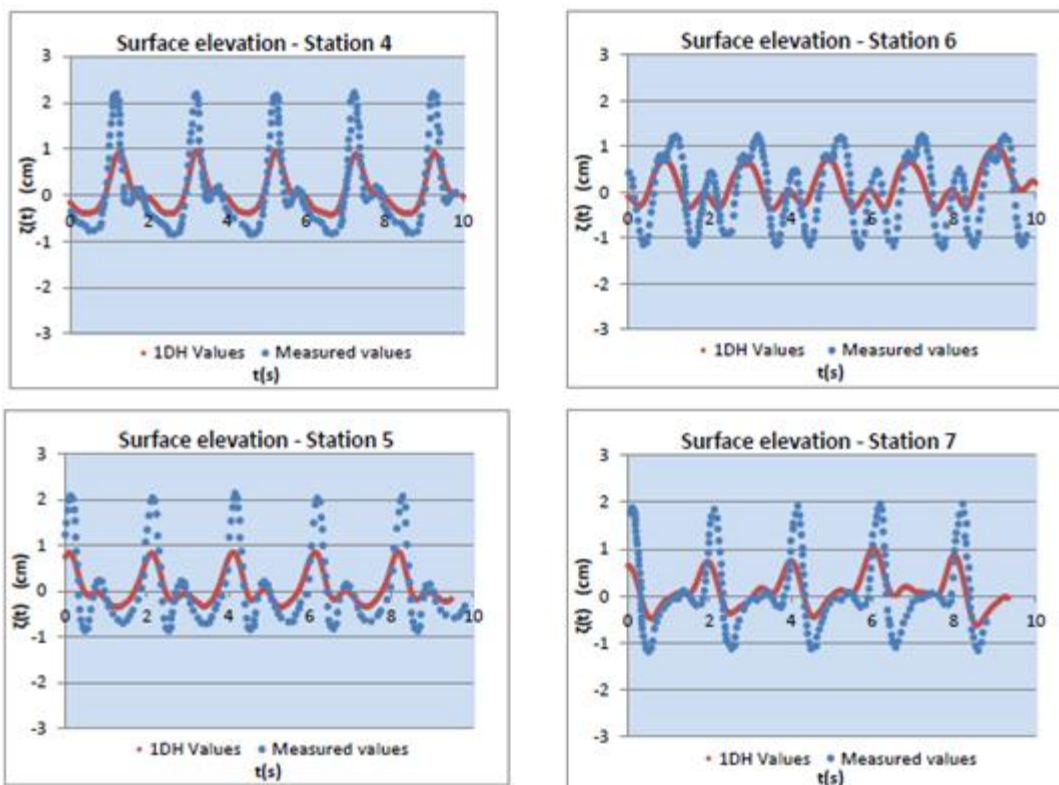 Surface elevation - Station 4
ζ(t) (cm)
3
2
1
0
-1
-2
-3
0 2 4 6 8 10
1DH Values Measured values
t(s)
Surface elevation - Station 6
ζ(t) (cm)
3
2
1
0
-1
-2
-3
0 2 4 6 8 10
1DH Values Measured values
t(s)
Surface elevation - Station 5
ζ(t) (cm)
3
2
1
0
-1
-2
-3
0 2 4 6 8 10
1DH Values Measured values
t(s)
Surface elevation - Station 7
ζ(t) (cm)
3
2
1
0
-1
-2
-3
0 2 4 6 8 10
1DH Values Measured values
t(s)